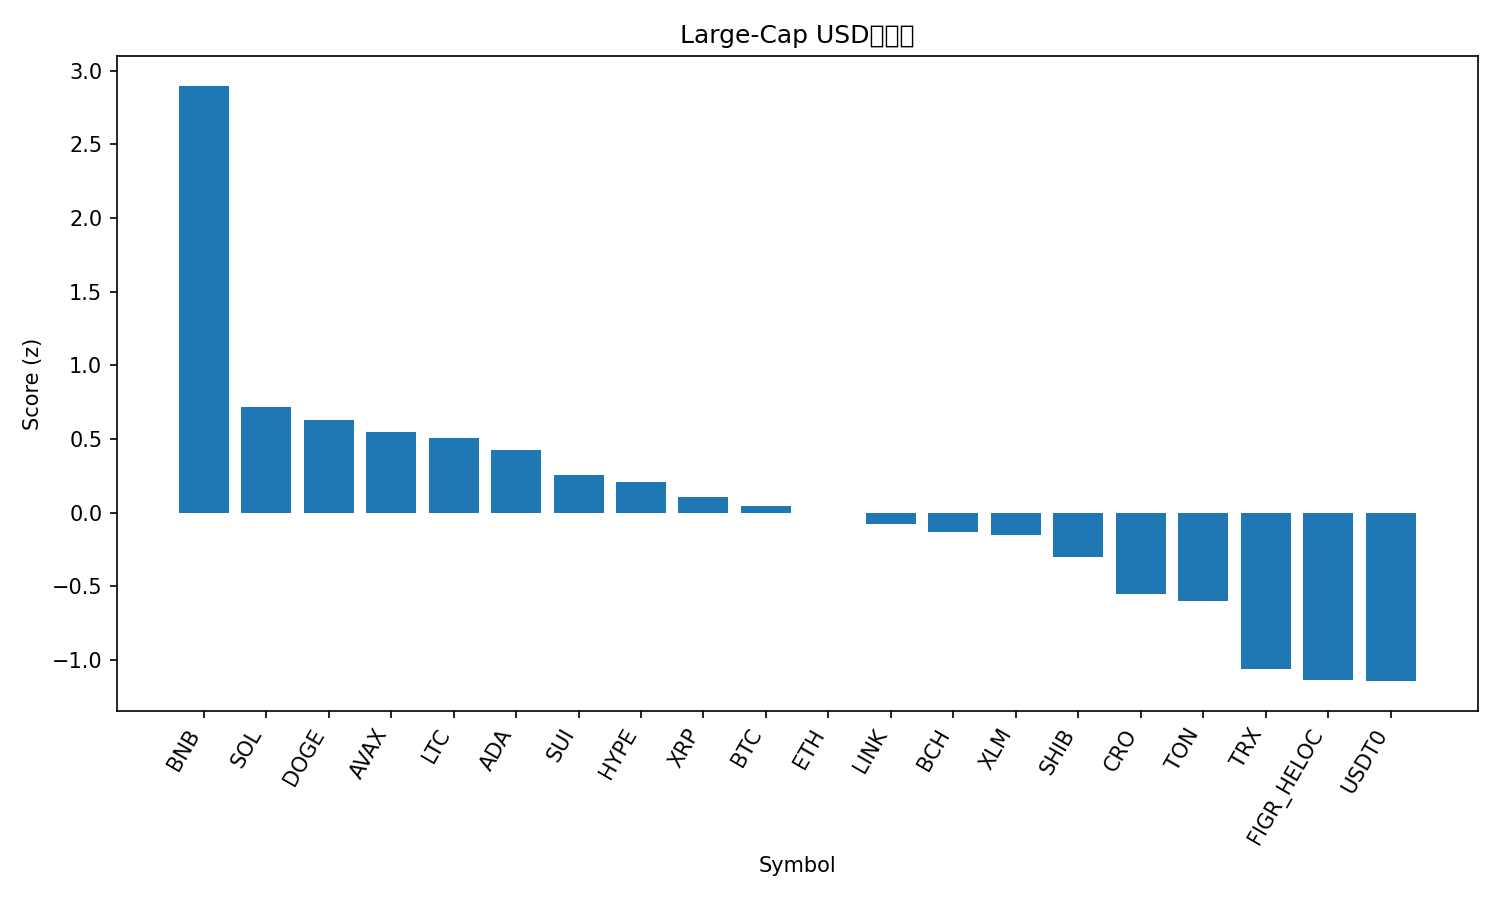 Large-Cap USD
3.0
2.5
2.0
1.5
1.0
0.5
0.0
−0.5
−1.0
Score (z)
BNB
SOL
DOGE
AVAX
LTC
ADA
SUI
HYPE
XRP
BTC
ETH
LINK
BCH
XLM
SHIB
CRO
TON
TRX
FIGR_HELOC
USDT0
Symbol